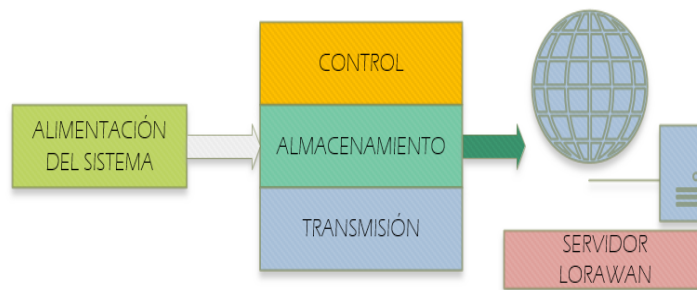 ALIMENTACIÓN
DEL SISTEMA
CONTROL
ALMACENAMIENTO
TRANSMISIÓN
SERVIDOR
LORAWAN